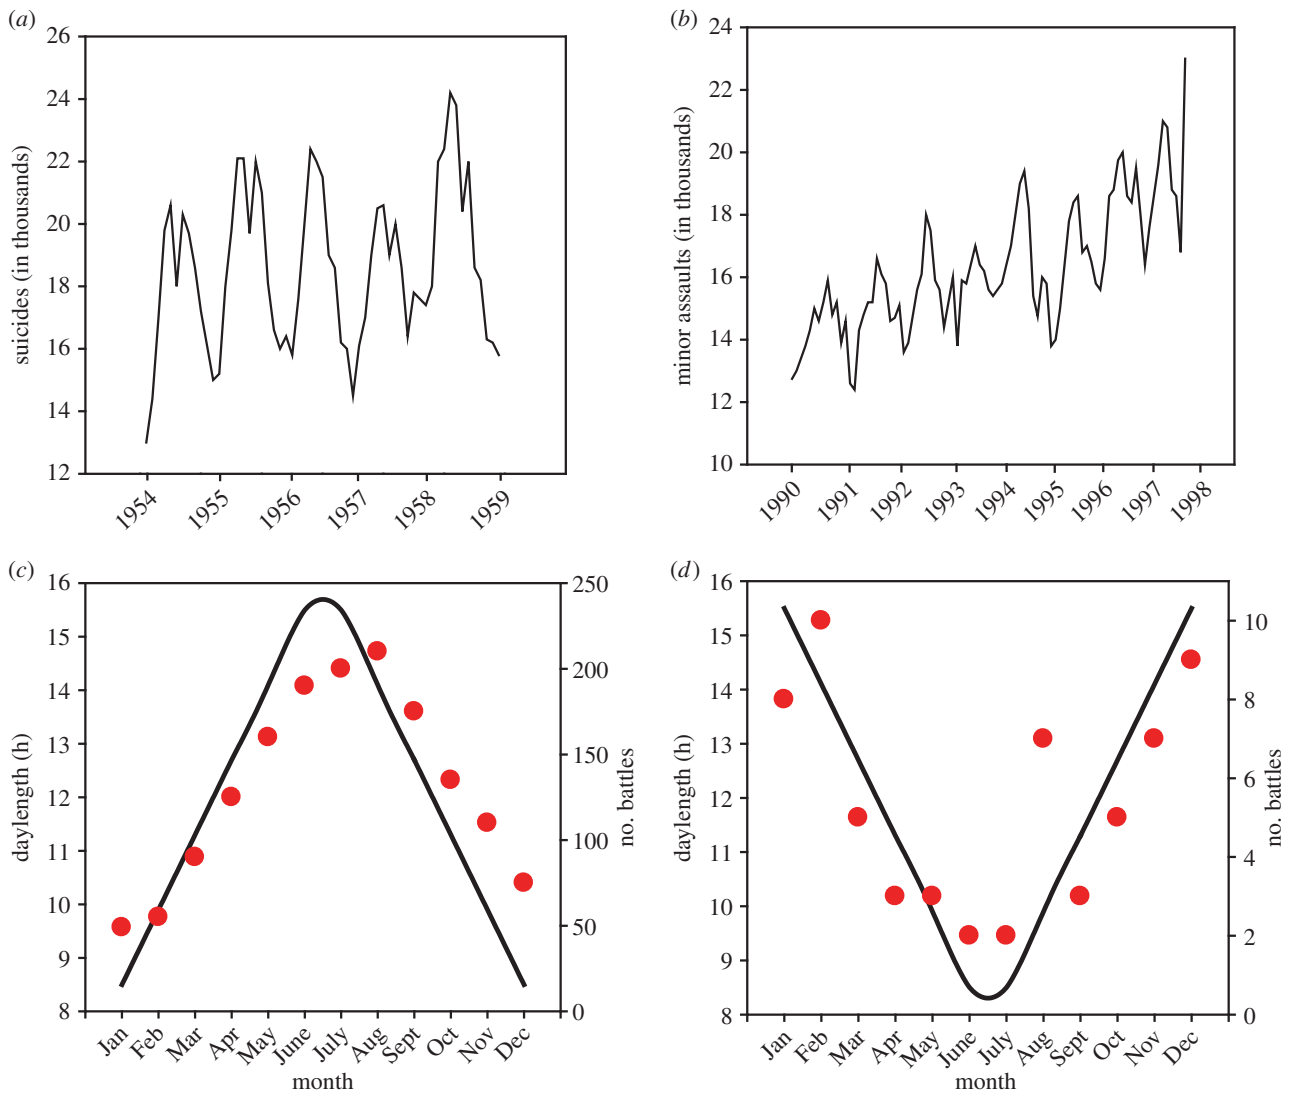 (a)
26
24
22
20
18
16
14
12
suicides (in thousands)
1954
1955
1956
1957
1958
1959
(b)
24
22
20
18
16
14
12
10
minor assaults (in thousands)
1990
1991
1992
1993
1994
1995
1996
1997
1998
(c)
16
15
14
13
12
11
10
9
8
daylength (h)
250
200
150
100
50
0
no. battles
Jan
Feb
Mar
Apr
May
June
July
Aug
Sept
Oct
Nov
Dec
month
(d)
16
15
14
13
12
11
10
9
8
daylength (h)
10
8
6
4
2
0
no. battles
Jan
Feb
Mar
Apr
May
June
July
Aug
Sept
Oct
Nov
Dec
month